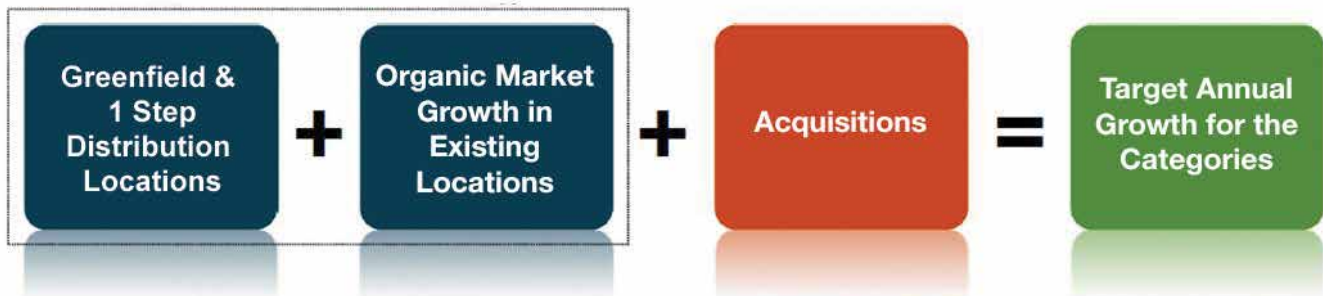 Greenfield &
1 Step
Distribution
Locations
+
Organic Market
Growth in
Existing
Locations
+
Acquisitions
=
Target Annual
Growth for the
Categories